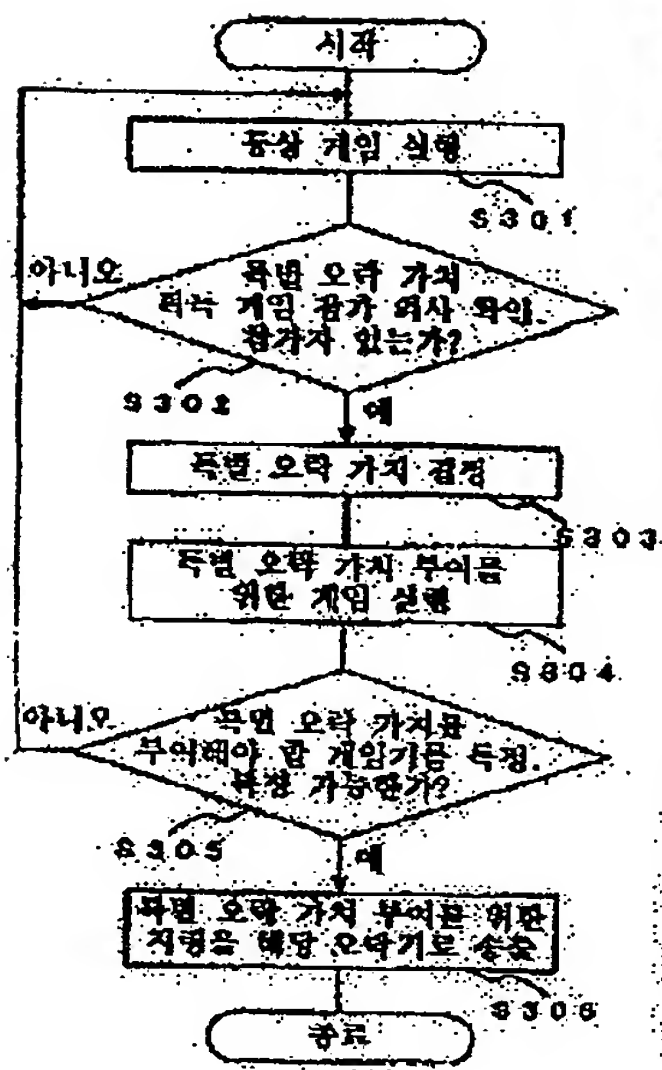 시작
통상 게임 실행
S301
아니오
특별 오락 가치
획득 게임 참가 의사 확인.
참가자 있는가?
S302
예
특별 오락 가치 결정
S303
특별 오락 가치 부여를
위한 게임 실행
S304
아니오
특별 오락 가치를
부여해야 할 게임기를 특정.
특정 가능한가?
S305
예
특별 오락 가치 부여를 위한
지령을 해당 오락기로 송출
S306
종료